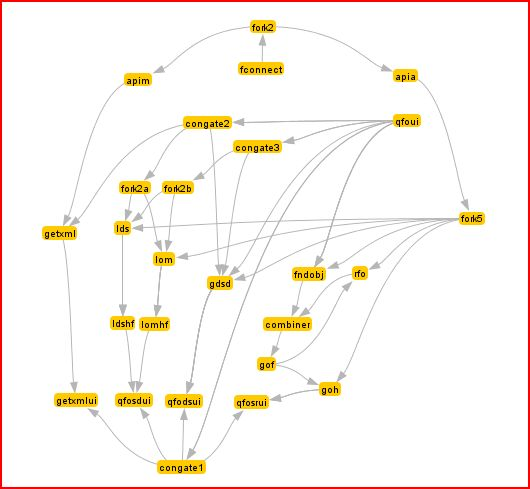 fork2
fconnect
apim
apia
congate2
qfoui
congate3
fork2a
fork2b
getxml
lds
fork5
lom
gdsd
fndobj
rfo
ldshf
lomhf
combiner
gof
goh
getxmlui
qfosdui
qfodsui
qfosrui
congate1